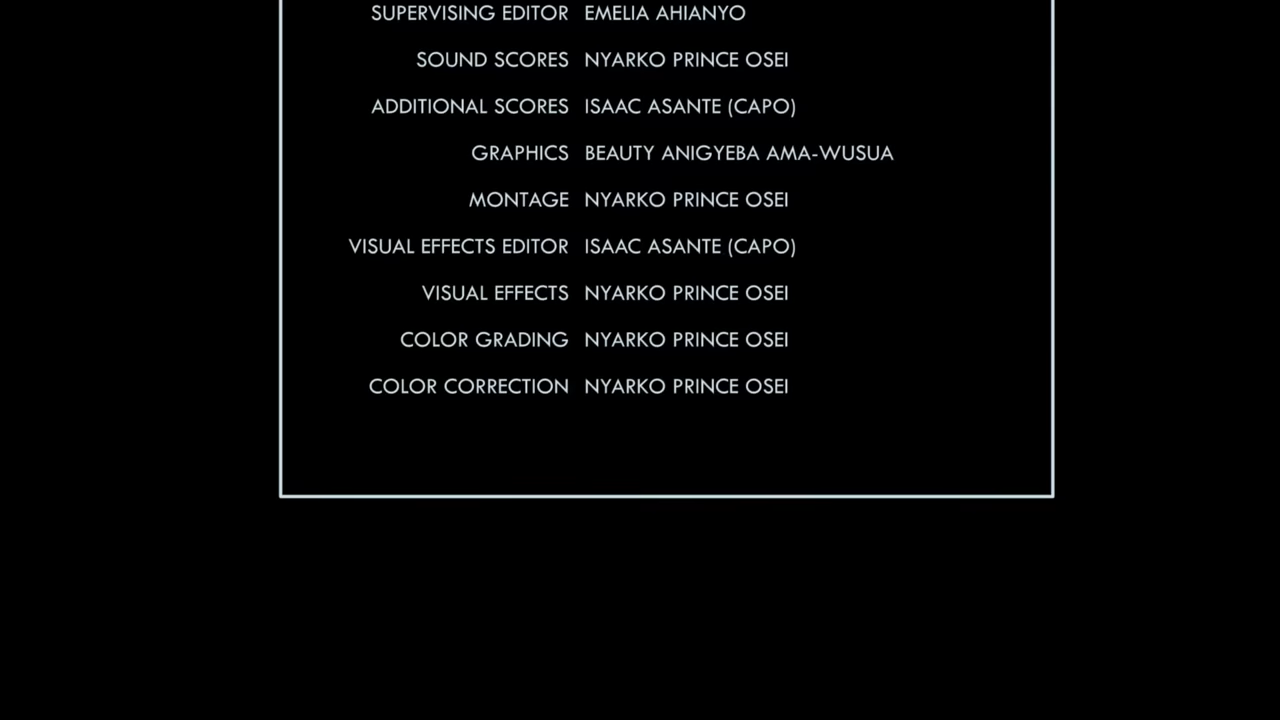 SUPERVISING EDITOR EMELIA AHIANYO
SOUND SCORES NYARKO PRINCE OSEI
ADDITIONAL SCORES ISAAC ASANTE (CAPO)
GRAPHICS BEAUTY ANIGYEBA AMA-WUSUA
MONTAGE NYARKO PRINCE OSEI
VISUAL EFFECTS EDITOR ISAAC ASANTE (CAPO)
VISUAL EFFECTS NYARKO PRINCE OSEI
COLOR GRADING NYARKO PRINCE OSEI
COLOR CORRECTION NYARKO PRINCE OSEI